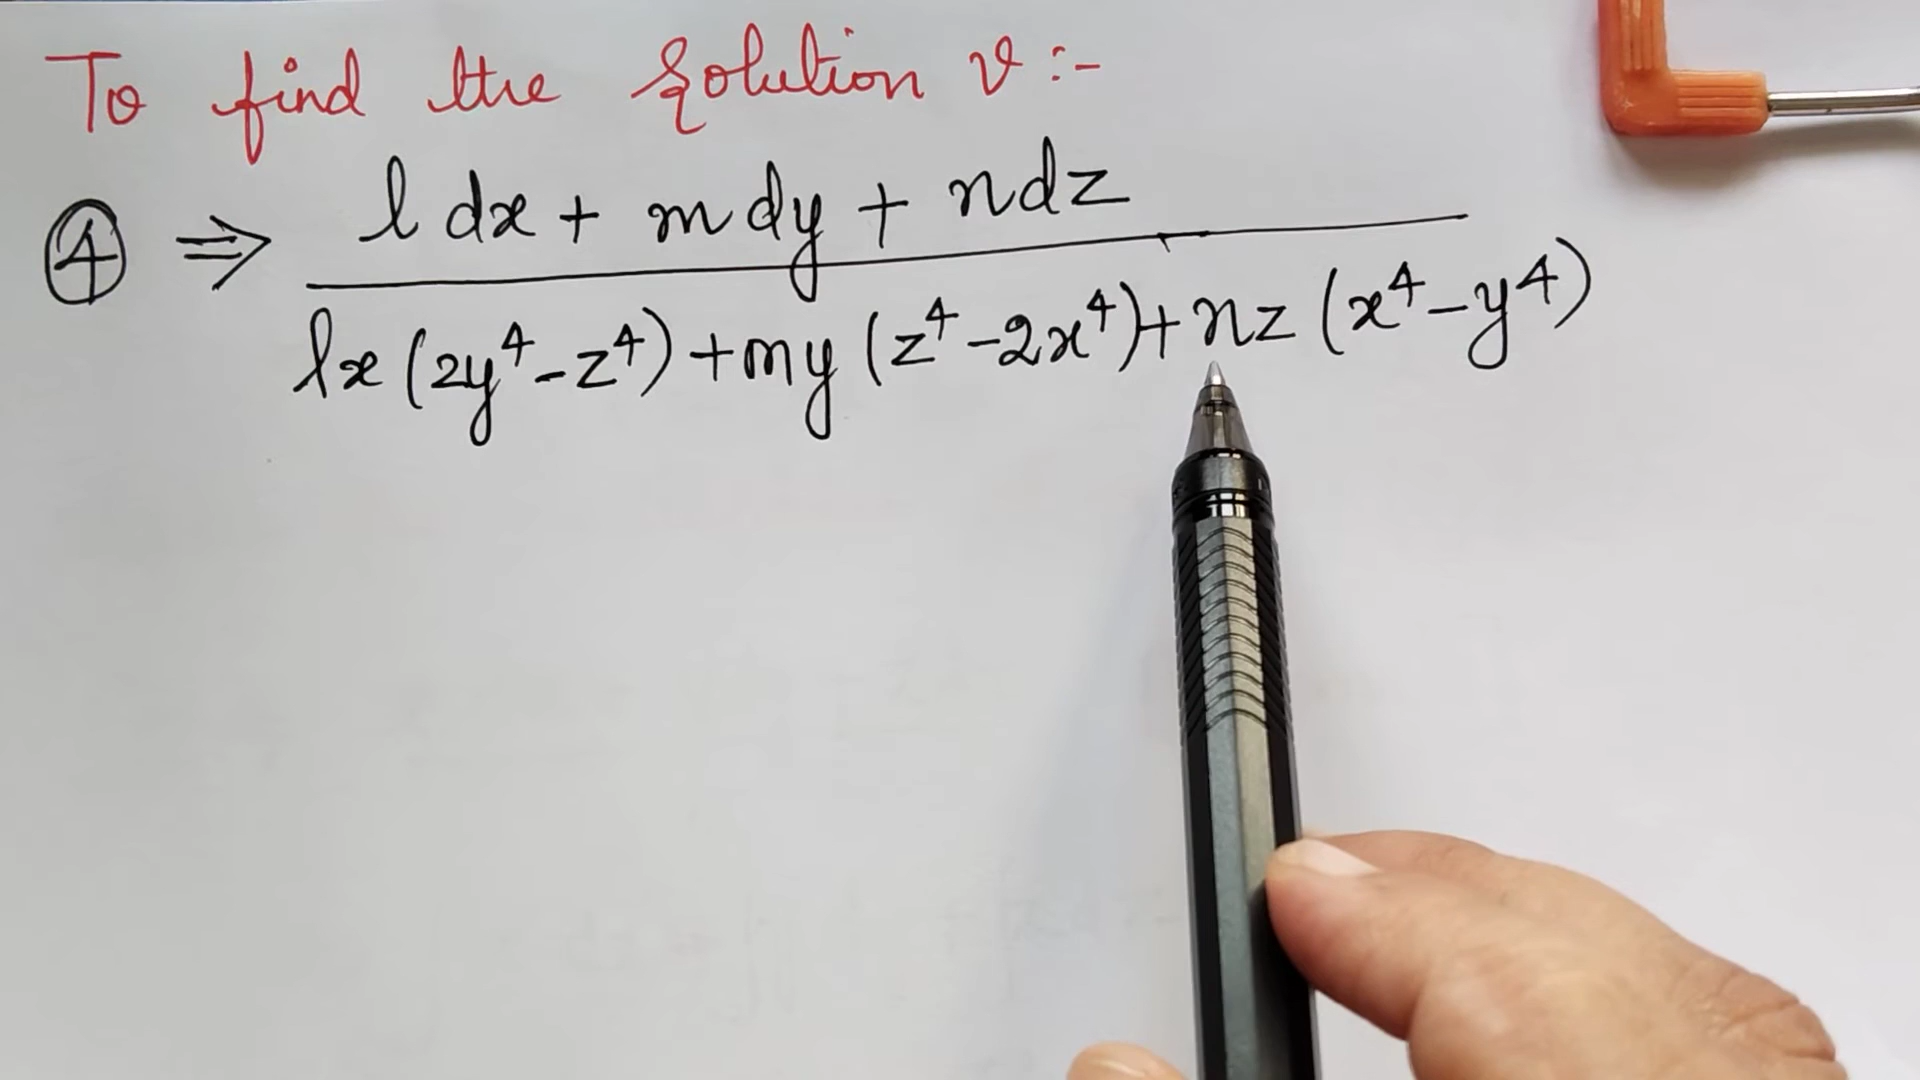 To find the solution v :-
④ ⇒ l dx + m dy + n dz
lx (2y⁴ - z⁴) + my (z⁴ - 2x⁴) + nz (x⁴ - y⁴)